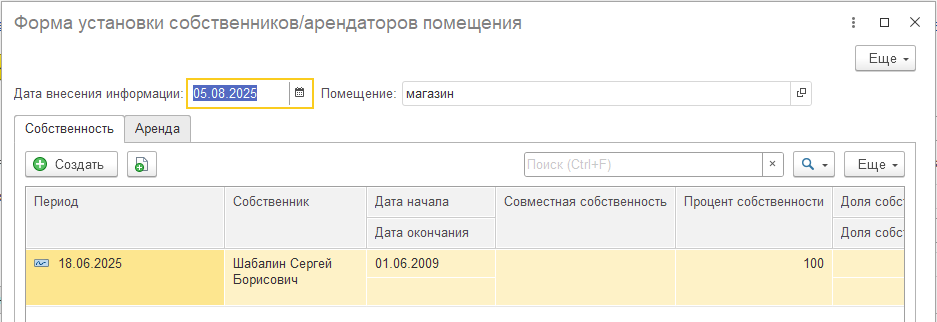 Форма установки собственников/арендаторов помещения
Еще
Дата внесения информации: 05.08.2025 Помещение: магазин
Собственность Аренда
Создать Поиск (Ctrl+F) × Еще
Период Собственник Дата начала Совместная собственность Процент собственности Доля собст
Дата окончания Доля собст
18.06.2025 Шабалин Сергей 01.06.2009 100
Борисович